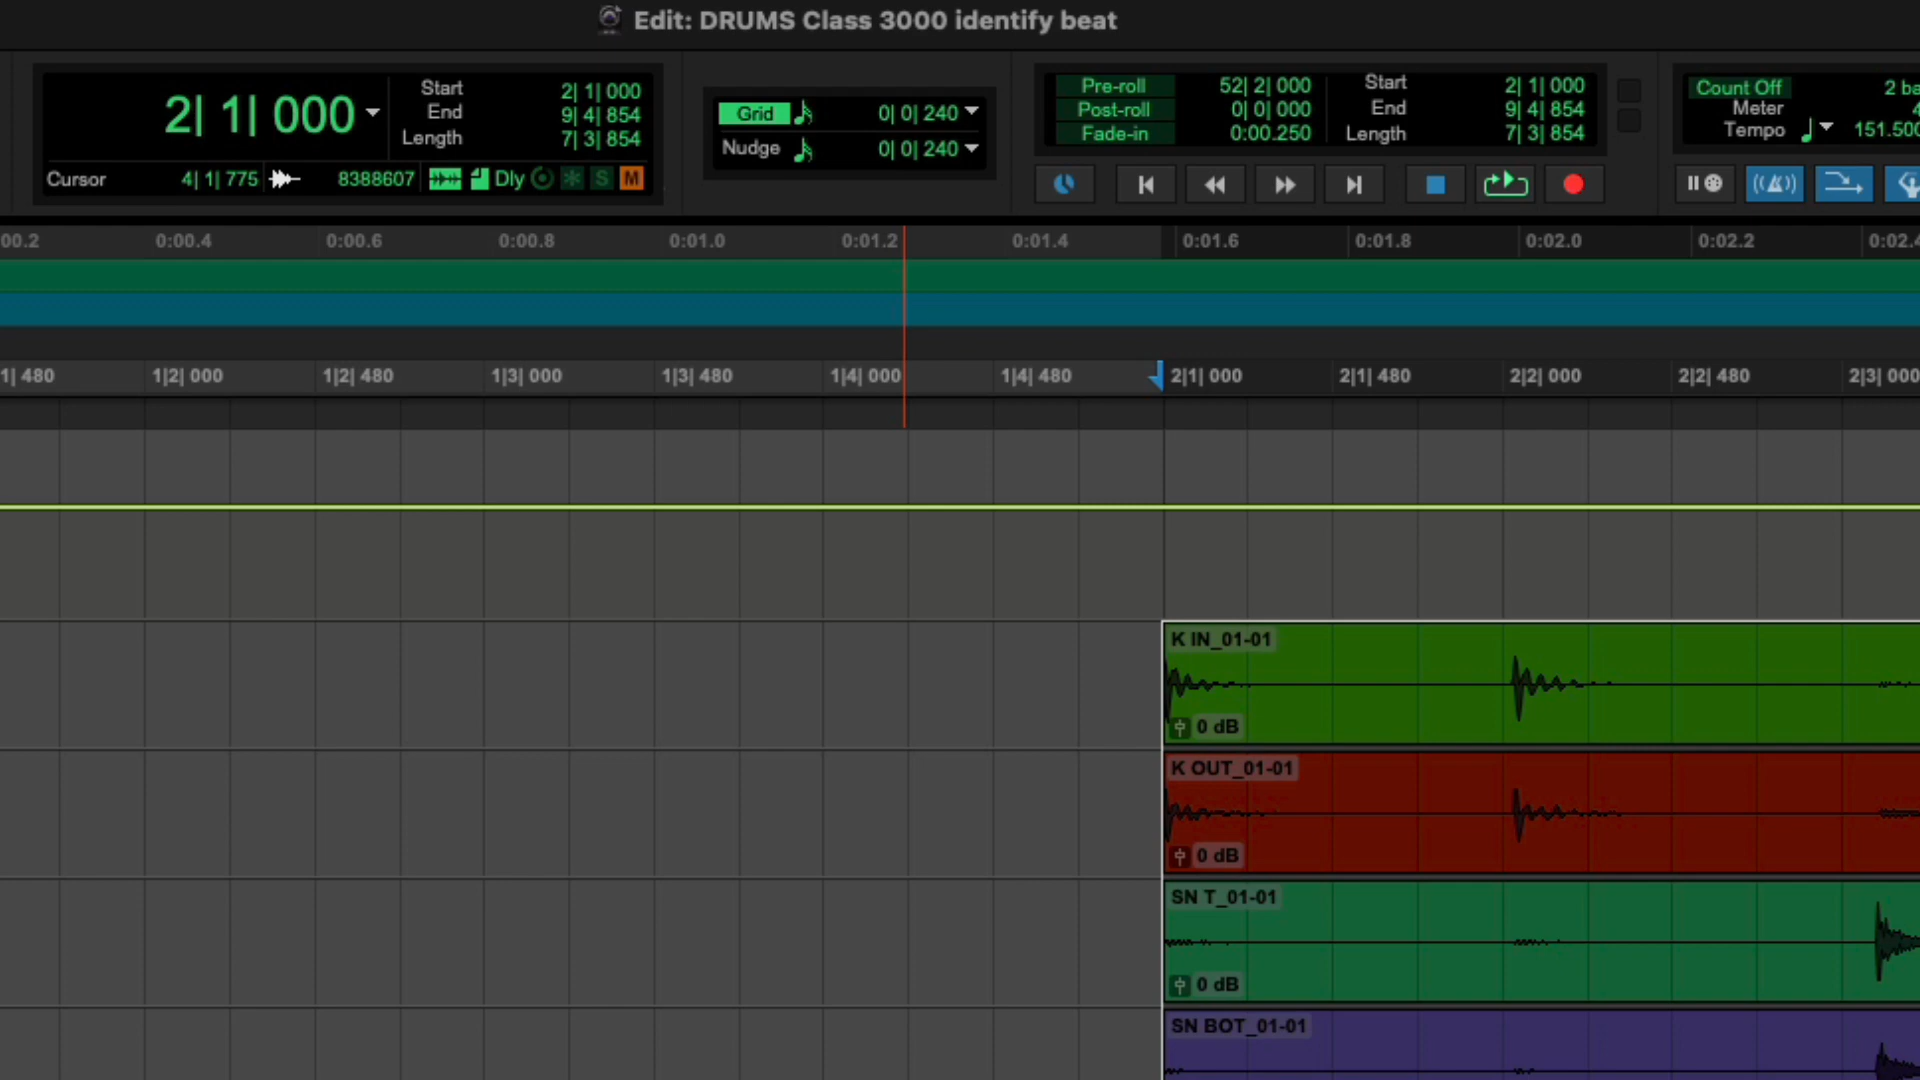 Edit: DRUMS Class 3000 identify beat
2| 1| 000
Start 2| 1| 000
End 9| 4| 854
Length 7| 3| 854
Cursor 4| 1| 775 8388607 Dly S M
Grid 0| 0| 240
Nudge 0| 0| 240
Pre-roll 52| 2| 000
Post-roll 0| 0| 000
Fade-in 0:00.250
Start 2| 1| 000
End 9| 4| 854
Length 7| 3| 854
Count Off 2 ba
Meter 4
Tempo 151.500
00.2 0:00.4 0:00.6 0:00.8 0:01.0 0:01.2 0:01.4 0:01.6 0:01.8 0:02.0 0:02.2 0:02.4
1| 480 1|2| 000 1|2| 480 1|3| 000 1|3| 480 1|4| 000 1|4| 480 2|1| 000 2|1| 480 2|2| 000 2|2| 480 2|3| 000
K IN_01-01
0 dB
K OUT_01-01
0 dB
SN T_01-01
0 dB
SN BOT_01-01